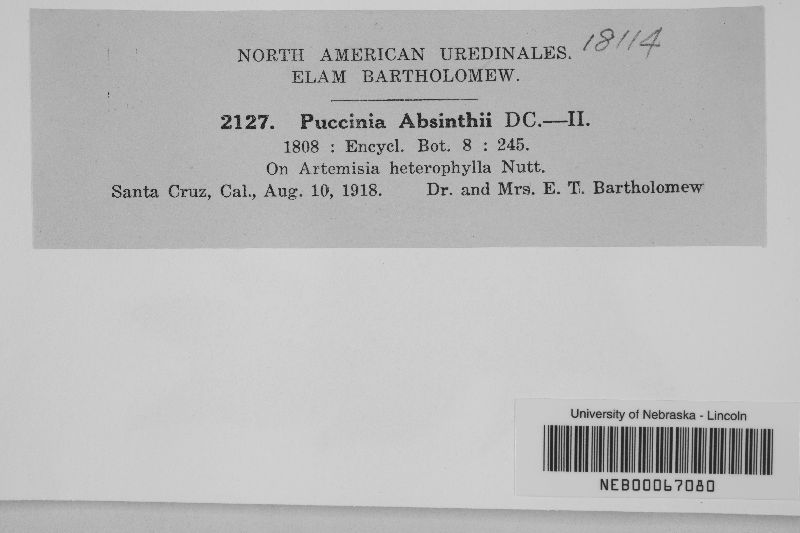 18114
NORTH AMERICAN UREDINALES.
ELAM BARTHOLOMEW.
2127. Puccinia Absinthii DC.—II.
1808 : Encycl. Bot. 8 : 245.
On Artemisia heterophylla Nutt.
Santa Cruz, Cal., Aug. 10, 1918. Dr. and Mrs. E. T. Bartholomew
University of Nebraska - Lincoln
NEB00067080